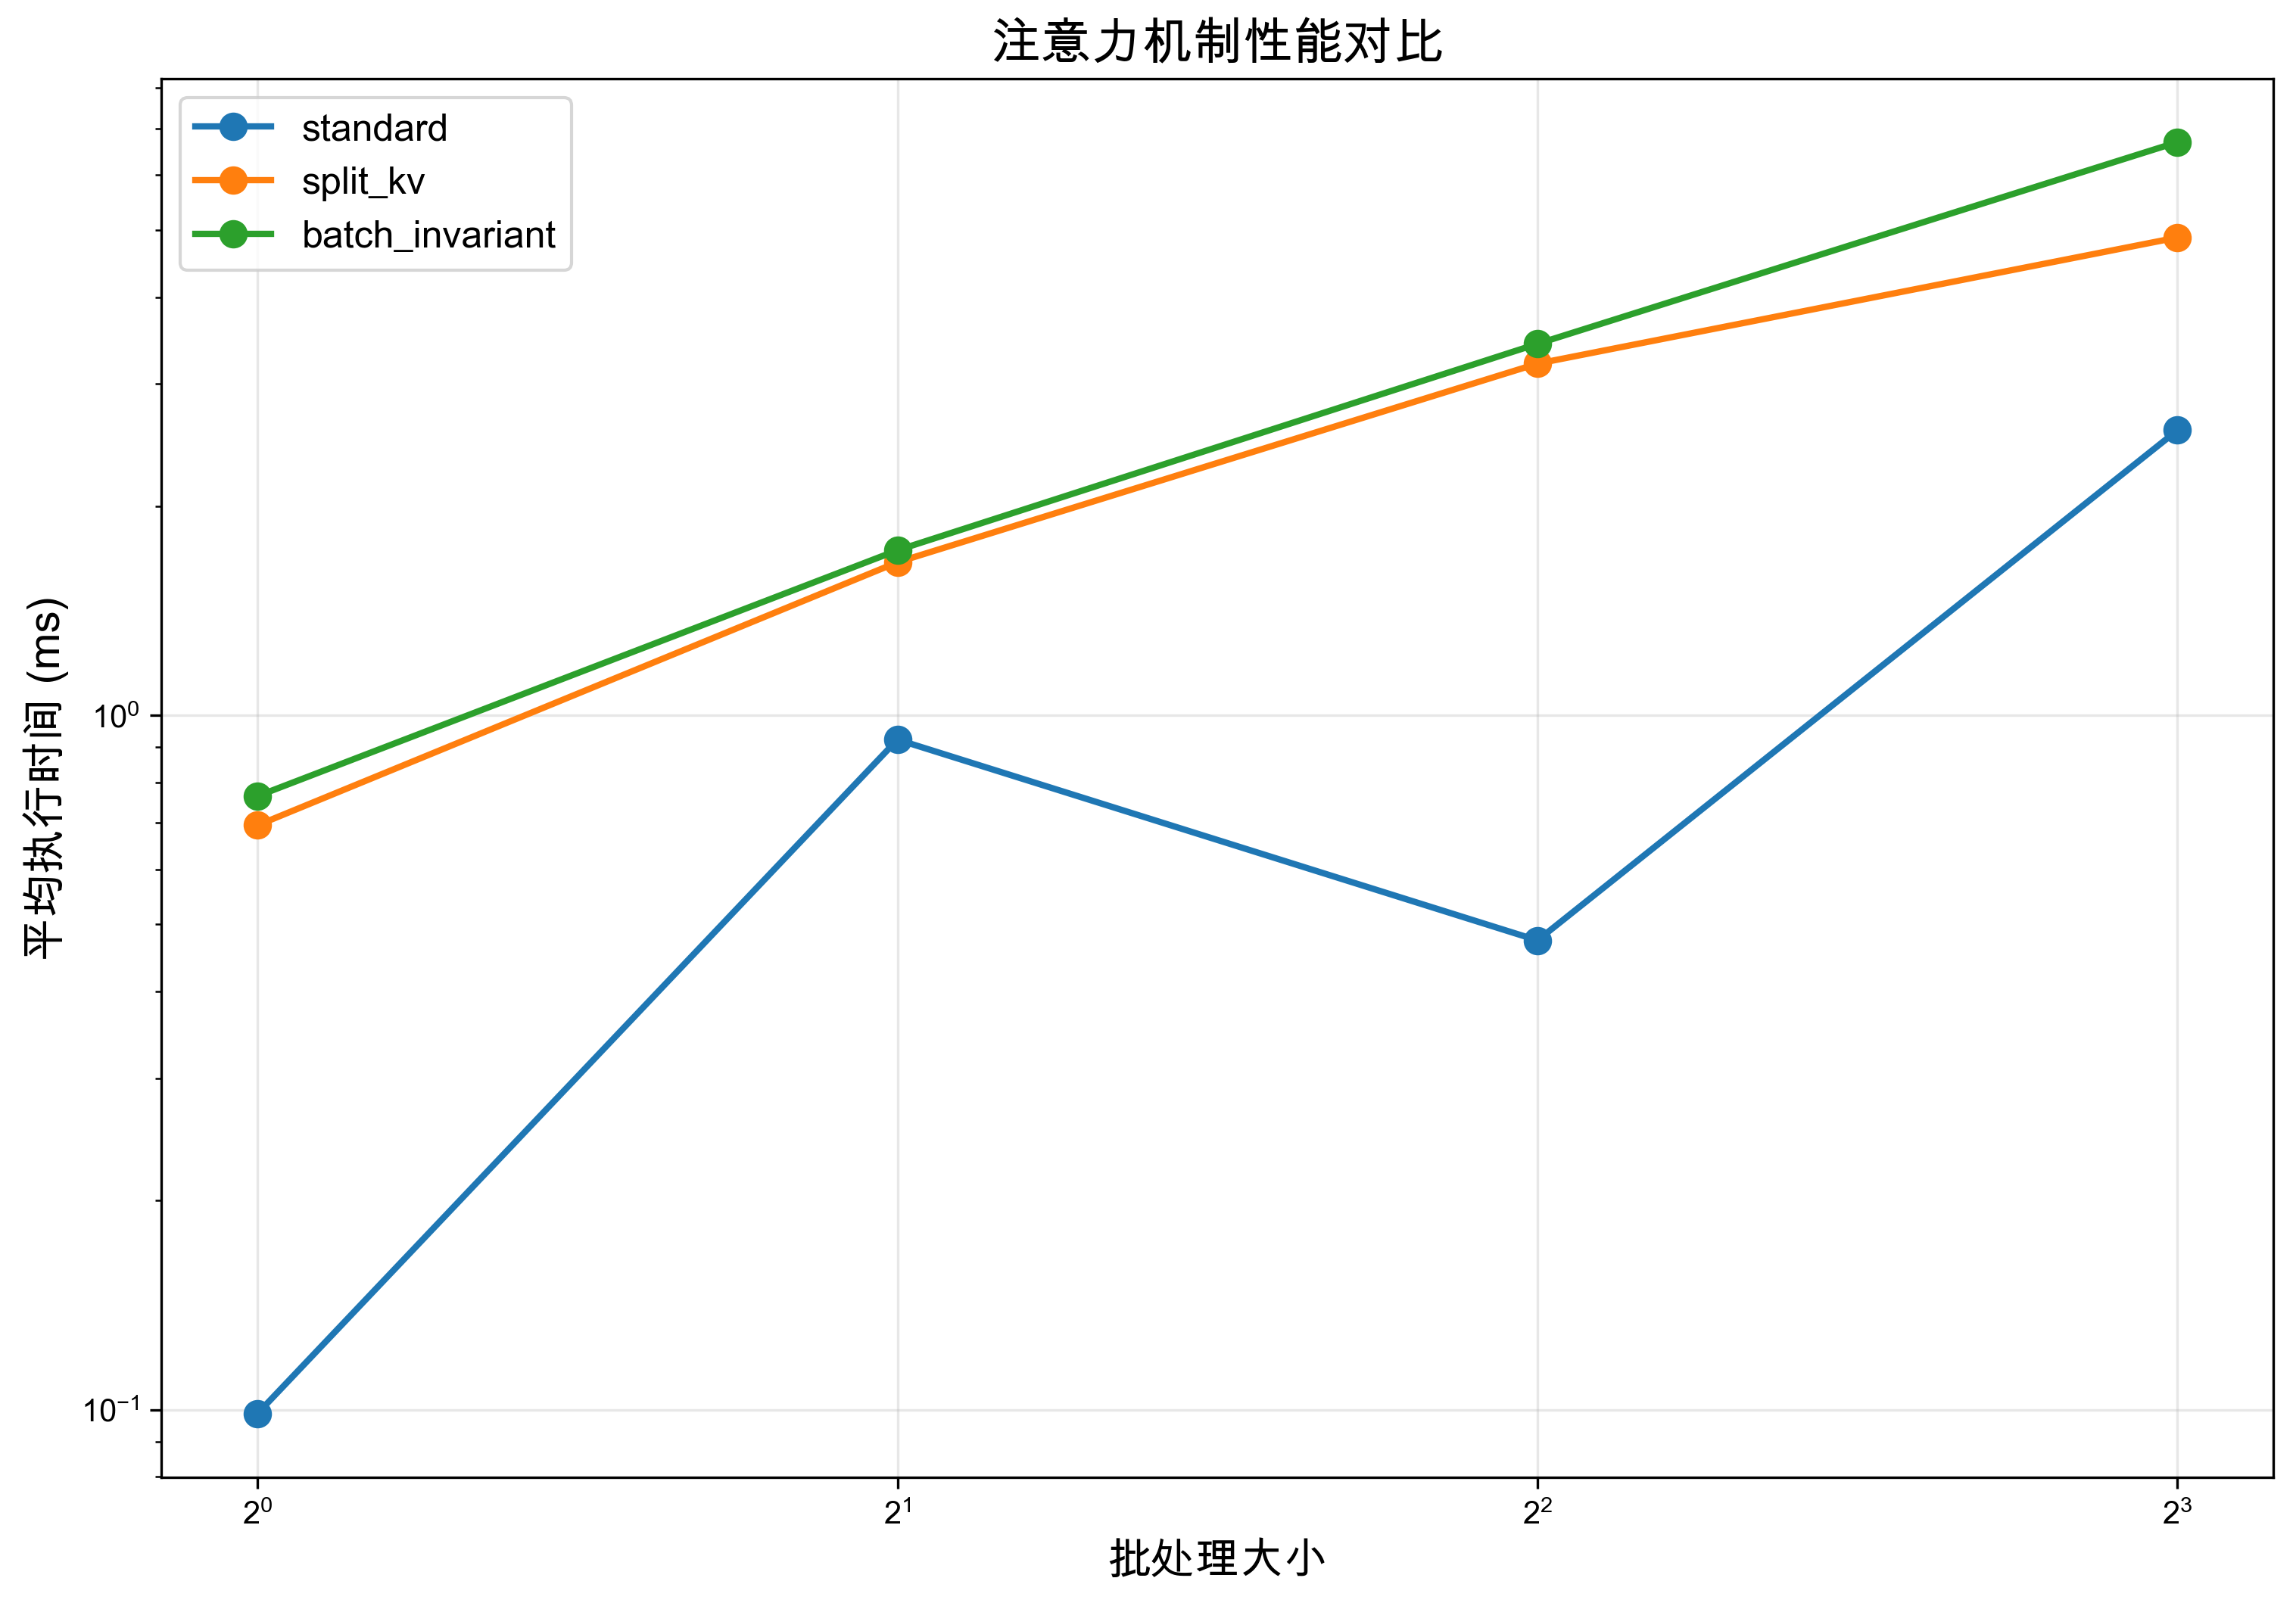 注意力机制性能对比
standard
split_kv
batch_invariant
平均执行时间 (ms)
10⁰
10⁻¹
2⁰
2¹
2²
2³
批处理大小